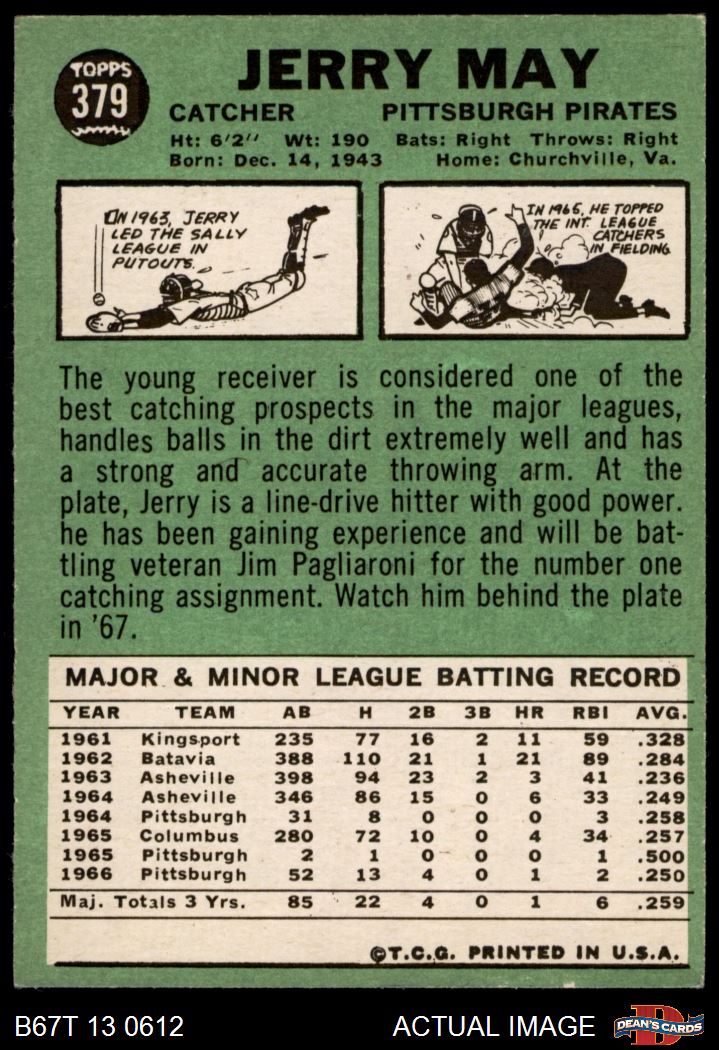 TOPPS
379
JERRY MAY
CATCHER PITTSBURGH PIRATES
Ht: 6'2" Wt: 190 Bats: Right Throws: Right
Born: Dec. 14, 1943 Home: Churchville, Va.
IN 1963, JERRY
LED THE SALLY
LEAGUE IN
PUTOUTS.
IN 1965, HE TOPPED
THE INT. LEAGUE
CATCHERS
IN FIELDING.
The young receiver is considered one of the
best catching prospects in the major leagues,
handles balls in the dirt extremely well and has
a strong and accurate throwing arm. At the
plate, Jerry is a line-drive hitter with good power.
he has been gaining experience and will be bat-
tling veteran Jim Pagliaroni for the number one
catching assignment. Watch him behind the plate
in '67.
MAJOR & MINOR LEAGUE BATTING RECORD
YEAR TEAM AB H 2B 3B HR RBI AVG.
1961 Kingsport 235 77 16 2 11 59 .328
1962 Batavia 388 110 21 1 21 89 .284
1963 Asheville 398 94 23 2 3 41 .236
1964 Asheville 346 86 15 0 6 33 .249
1964 Pittsburgh 31 8 0 0 0 3 .258
1965 Columbus 280 72 10 0 4 34 .257
1965 Pittsburgh 2 1 0 0 0 1 .500
1966 Pittsburgh 52 13 4 0 1 2 .250
Maj. Totals 3 Yrs. 85 22 4 0 1 6 .259
©T.C.G. PRINTED IN U.S.A.
B67T 13 0612 ACTUAL IMAGE D DEAN'S CARDS